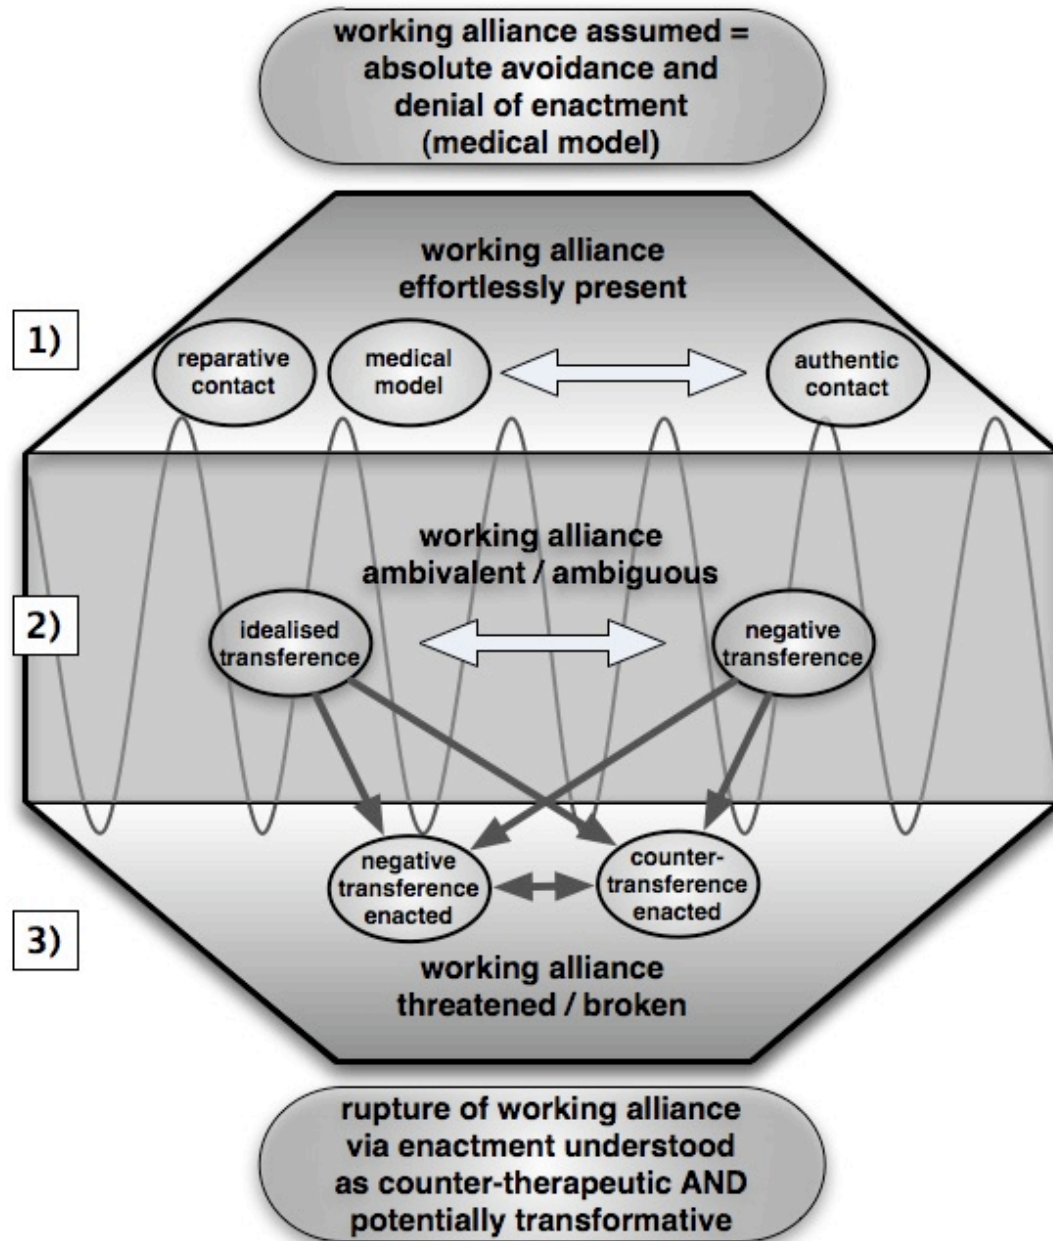 working alliance assumed =
absolute avoidance and
denial of enactment
(medical model)
working alliance
effortlessly present
1)
reparative
contact
medical
model
authentic
contact
working alliance
ambivalent / ambiguous
2)
idealised
transference
negative
transference
negative
transference
enacted
counter-
transference
enacted
3)
working alliance
threatened / broken
rupture of working alliance
via enactment understood
as counter-therapeutic AND
potentially transformative